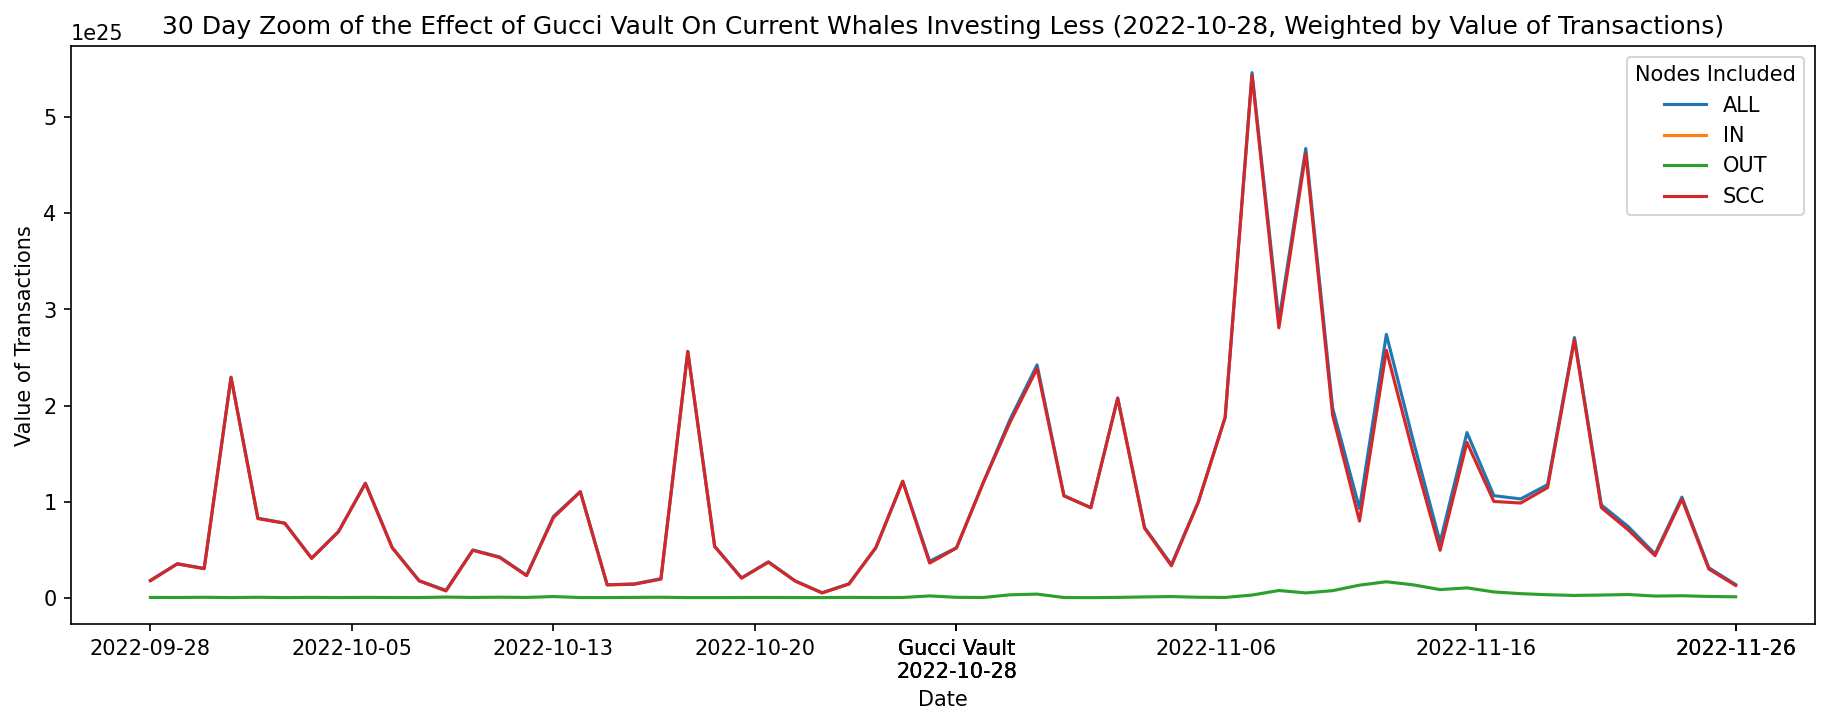 30 Day Zoom of the Effect of Gucci Vault On Current Whales Investing Less (2022-10-28, Weighted by Value of Transactions)
1e25
Nodes Included
ALL
IN
OUT
SCC
5
4
3
2
1
0
Value of Transactions
2022-09-28
2022-10-05
2022-10-13
2022-10-20
Gucci Vault
2022-10-28
2022-11-06
2022-11-16
2022-11-26
Date